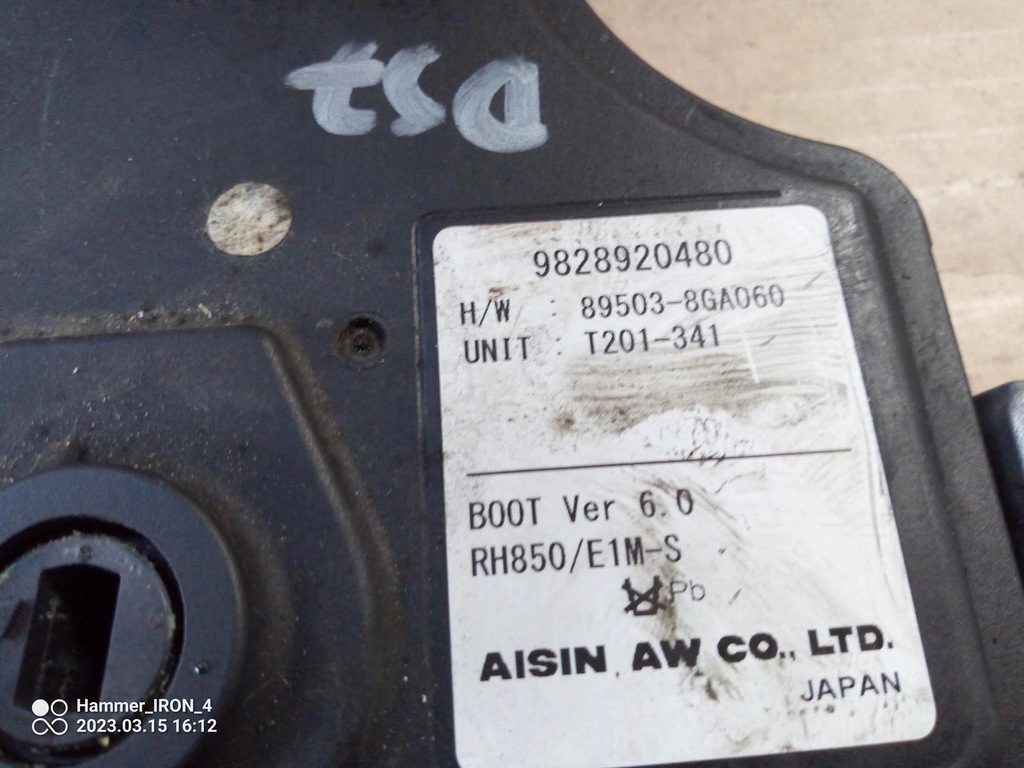 9828920480
H/W : 89503-8GA060
UNIT : T201-341
BOOT Ver 6.0
RH850/E1M-S
Pb
AISIN AW CO., LTD.
JAPAN
Hammer_IRON_4
2023.03.15 16:12